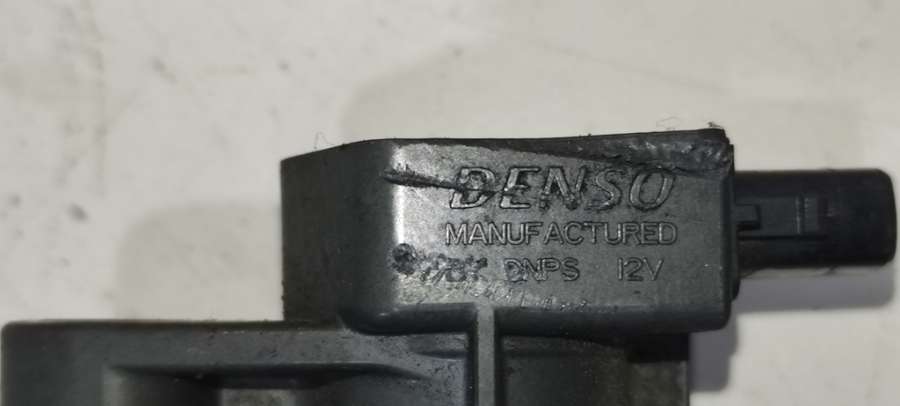 DENSO
MANUFACTURED
DNPS 12V